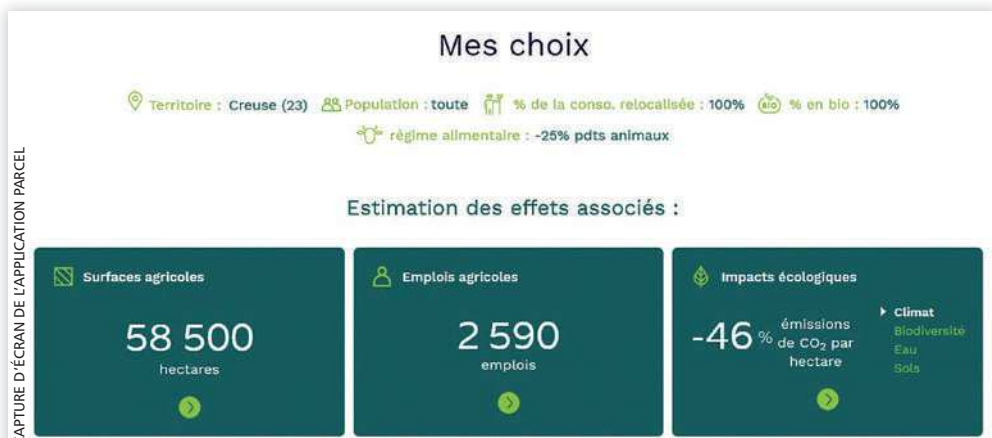 Mes choix
Territoire : Creuse (23) Population : toute % de la conso. relocalisée : 100% BIO % en bio : 100%
régime alimentaire : -25% pdts animaux
Estimation des effets associés :
Surfaces agricoles
58 500
hectares
Emplois agricoles
2 590
emplois
Impacts écologiques
-46 % émissions
de CO₂ par
hectare
Climat
Biodiversité
Eau
Sols
APTURE D'ÉCRAN DE L'APPLICATION PARCEL